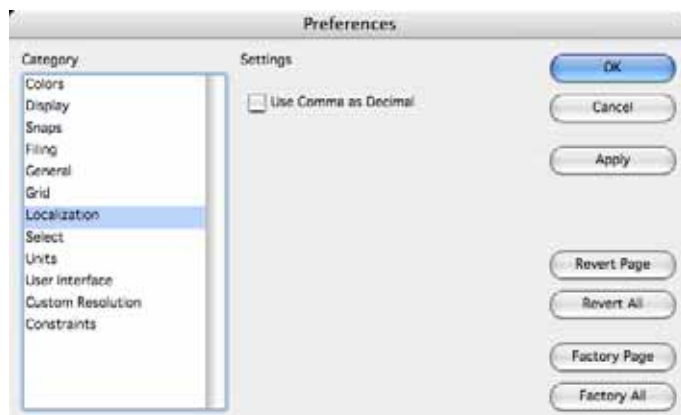 Preferences
Category
Colors
Display
Snaps
Filing
General
Grid
Localization
Select
Units
User Interface
Custom Resolution
Constraints
Settings
Use Comma as Decimal
OK
Cancel
Apply
Revert Page
Revert All
Factory Page
Factory All